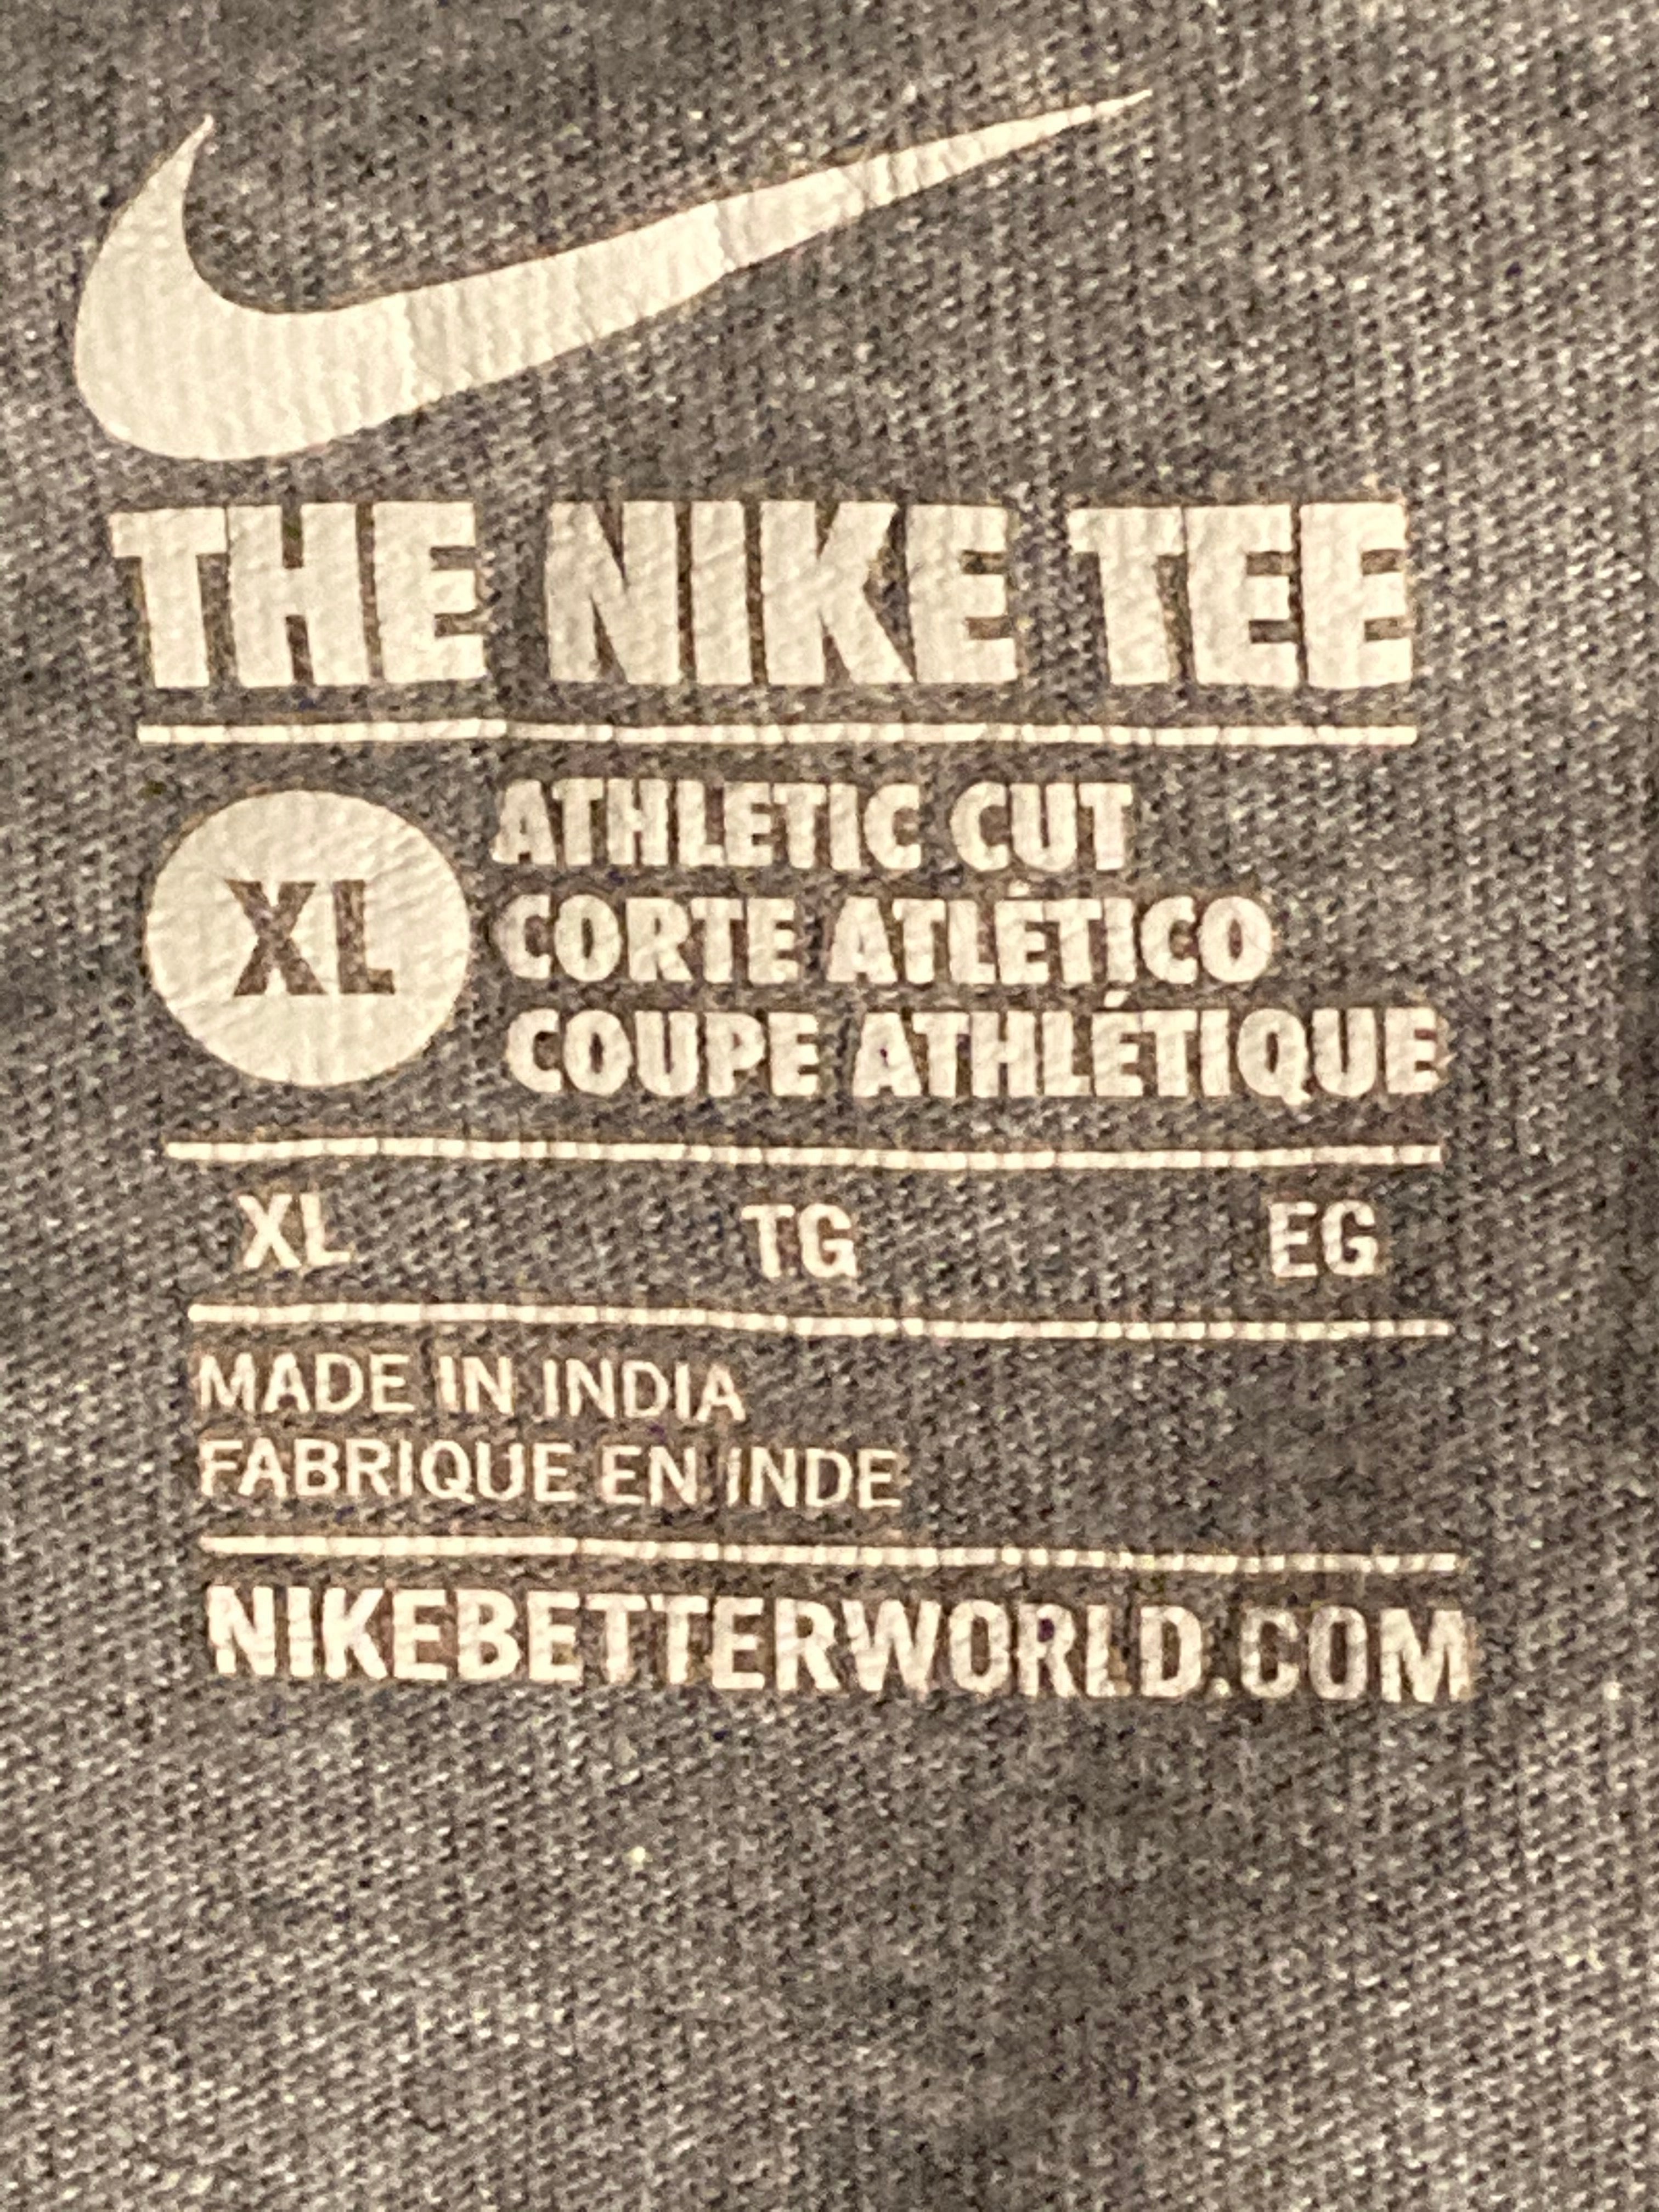 THE NIKE TEE
XL
ATHLETIC CUT
CORTE ATLÉTICO
COUPE ATHLÉTIQUE
XL TG EG
MADE IN INDIA
FABRIQUE EN INDE
NIKEBETTERWORLD.COM